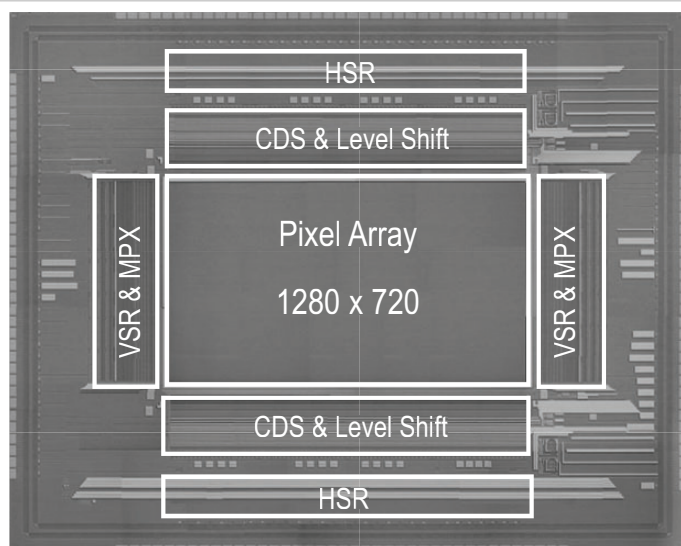 HSR
CDS & Level Shift
VSR & MPX
Pixel Array
1280 x 720
VSR & MPX
CDS & Level Shift
HSR